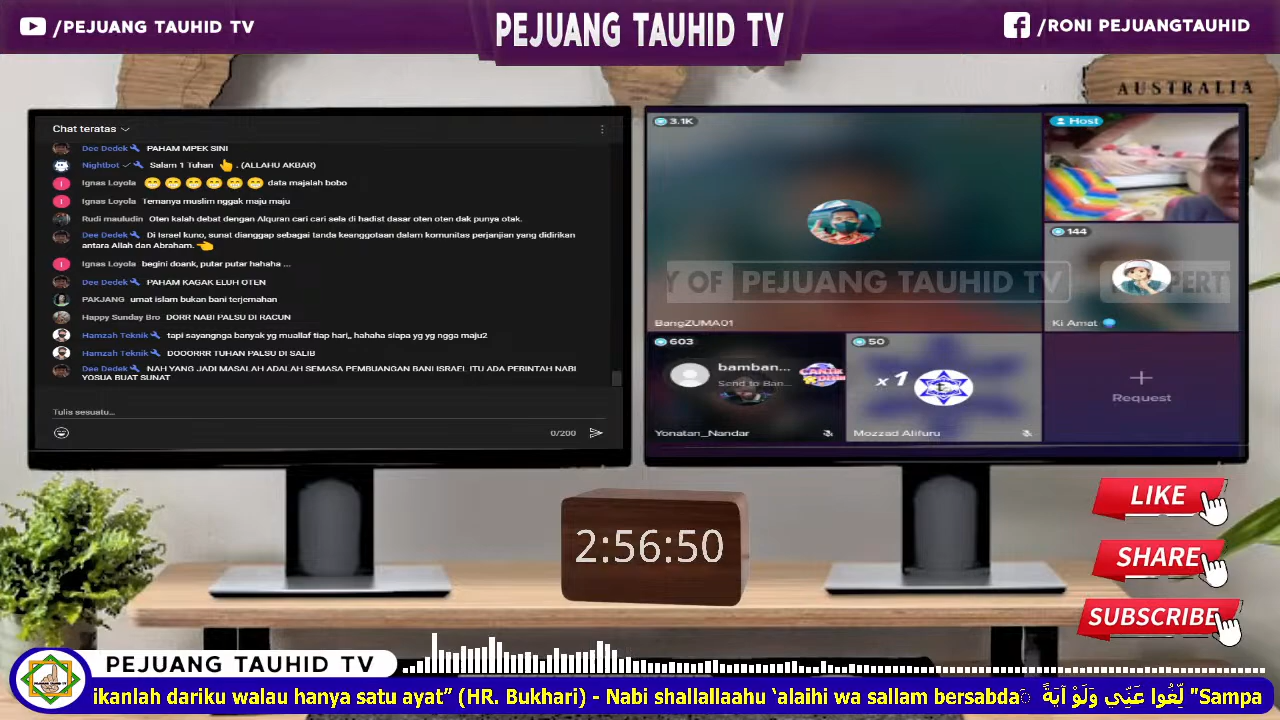 /PEJUANG TAUHID TV
PEJUANG TAUHID TV
/RONI PEJUANGTAUHID
AUSTRALIA
Chat teratas
Dee Dedek PAHAM MPEK SINI
Nightbot Salam 1 Tuhan 👆 . (ALLAHU AKBAR)
Ignas Loyola 😁😁😁😁😁😁 data majalah bobo
Ignas Loyola Temanya muslim nggak maju maju
Rudi mauludin Oten kalah debat dengan Alquran cari cari sela di hadist dasar oten oten dak punya otak.
Dee Dedek Di Israel kuno, sunat dianggap sebagai tanda keanggotaan dalam komunitas perjanjian yang didirikan
antara Allah dan Abraham. 👈
Ignas Loyola begini doank, putar putar hahaha ...
Dee Dedek PAHAM KAGAK ELUH OTEN
PAKJANG umat islam bukan bani terjemahan
Happy Sunday Bro DORR NABI PALSU DI RACUN
Hamzah Teknik tapi sayangnga banyak yg muallaf tiap hari,, hahaha siapa yg yg ngga maju2
Hamzah Teknik DOOORRR TUHAN PALSU DI SALIB
Dee Dedek NAH YANG JADI MASALAH ADALAH SEMASA PEMBUANGAN BANI ISRAEL ITU ADA PERINTAH NABI
YOSUA BUAT SUNAT
Tulis sesuatu...
0/200
3.1K
Host
144
Y OF PEJUANG TAUHID TV PERT
BangZUMA01
Ki Amat
603
bamban...
Send to Ban...
Yonatan_Nandar
50
x 1
Mozzad Alifuru
Request
2:56:50
LIKE
SHARE
SUBSCRIBE
PEJUANG TAUHID TV
ikanlah dariku walau hanya satu ayat” (HR. Bukhari) - Nabi shallallaahu ‘alaihi wa sallam bersabda لِّغُوا عَنِّي وَلَوْ آيَةً "Sampa